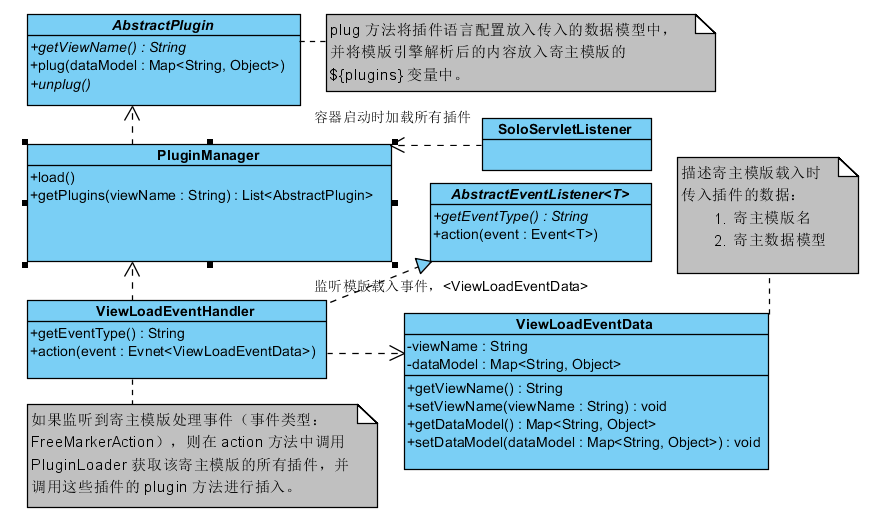 AbstractPlugin
+getViewName() : String
+plug(dataModel : Map<String, Object>)
+unplug()
plug 方法将插件语言配置放入传入的数据模型中，
并将模版引擎解析后的内容放入寄主模版的
${plugins} 变量中。
容器启动时加载所有插件
SoloServletListener
PluginManager
+load()
+getPlugins(viewName : String) : List<AbstractPlugin>
AbstractEventListener<T>
+getEventType() : String
+action(event : Event<T>)
描述寄主模版载入时
传入插件的数据：
1. 寄主模版名
2. 寄主数据模型
监听模版载入事件，<ViewLoadEventData>
ViewLoadEventHandler
+getEventType() : String
+action(event : Evnet<ViewLoadEventData>)
ViewLoadEventData
-viewName : String
-dataModel : Map<String, Object>
+getViewName() : String
+setViewName(viewName : String) : void
+getDataModel() : Map<String, Object>
+setDataModel(dataModel : Map<String, Object>) : void
如果监听到寄主模版处理事件（事件类型：
FreeMarkerAction），则在 action 方法中调用
PluginLoader 获取该寄主模版的所有插件，并
调用这些插件的 plugin 方法进行插入。